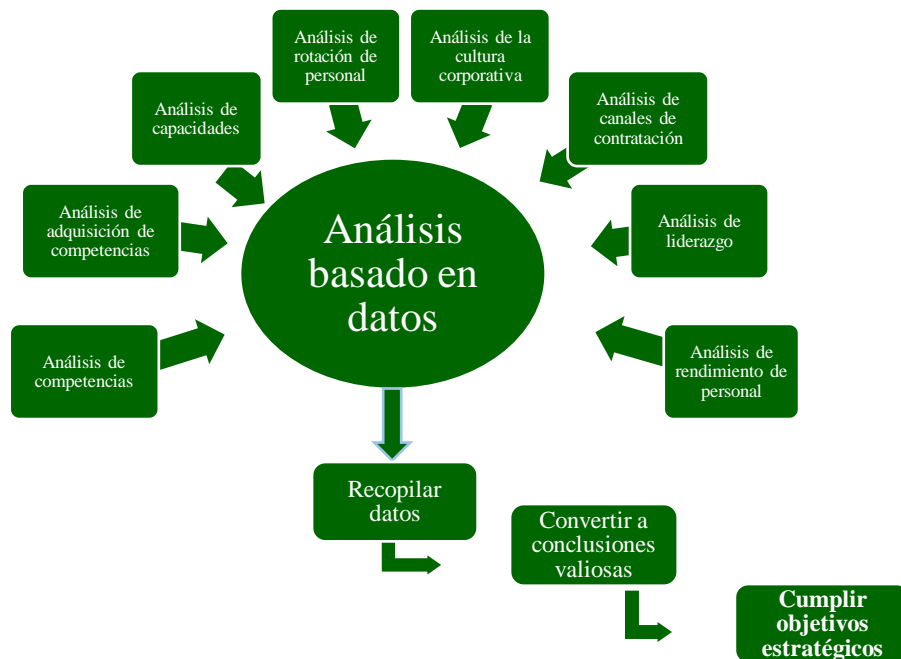 Análisis de
rotación de
personal
Análisis de la
cultura
corporativa
Análisis de
capacidades
Análisis de
canales de
contratación
Análisis de
adquisición de
competencias
Análisis
basado en
datos
Análisis de
liderazgo
Análisis de
competencias
Análisis de
rendimiento de
personal
Recopilar
datos
Convertir a
conclusiones
valiosas
Cumplir
objetivos
estratégicos